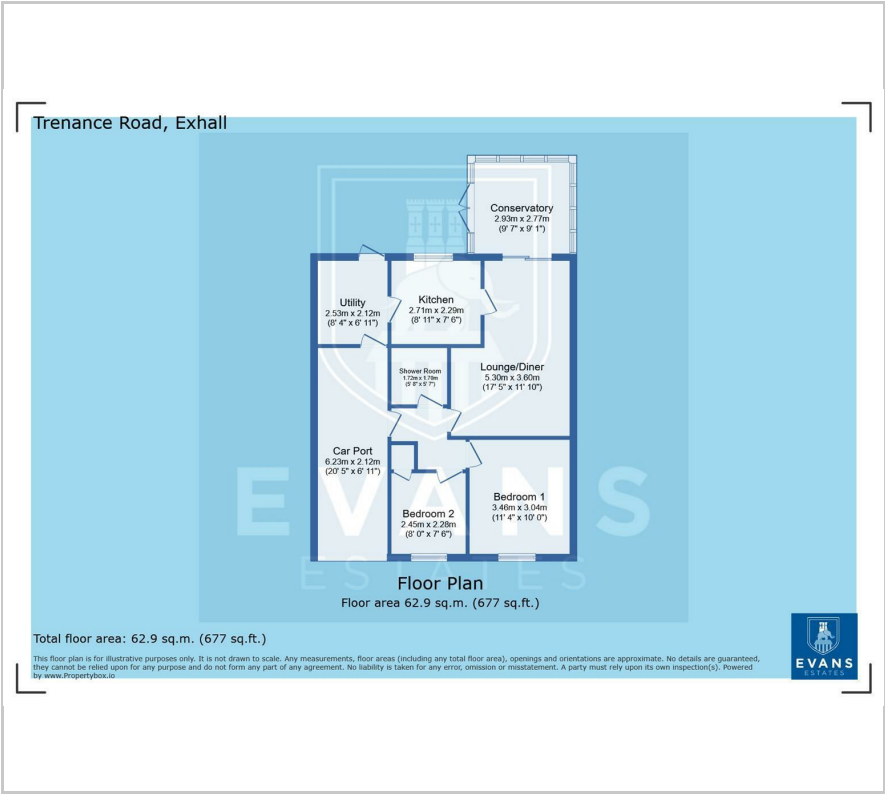 Trenance Road, Exhall
Conservatory
2.93m x 2.77m
(9' 7" x 9' 1")
Utility
2.53m x 2.12m
(8' 4" x 6' 11")
Kitchen
2.71m x 2.29m
(8' 11" x 7' 6")
Shower Room
1.72m x 1.70m
(5' 8" x 5' 7")
Lounge/Diner
5.30m x 3.60m
(17' 5" x 11' 10")
Car Port
6.23m x 2.12m
(20' 5" x 6' 11")
Bedroom 1
3.46m x 3.04m
(11' 4" x 10' 0")
Bedroom 2
2.45m x 2.28m
(8' 0" x 7' 6")
EVANS
ESTATES
Floor Plan
Floor area 62.9 sq.m. (677 sq.ft.)
Total floor area: 62.9 sq.m. (677 sq.ft.)
This floor plan is for illustrative purposes only. It is not drawn to scale. Any measurements, floor areas (including any total floor area), openings and orientations are approximate. No details are guaranteed,
they cannot be relied upon for any purpose and do not form any part of any agreement. No liability is taken for any error, omission or misstatement. A party must rely upon its own inspection(s). Powered
by www.Propertybox.io
EVANS
ESTATES